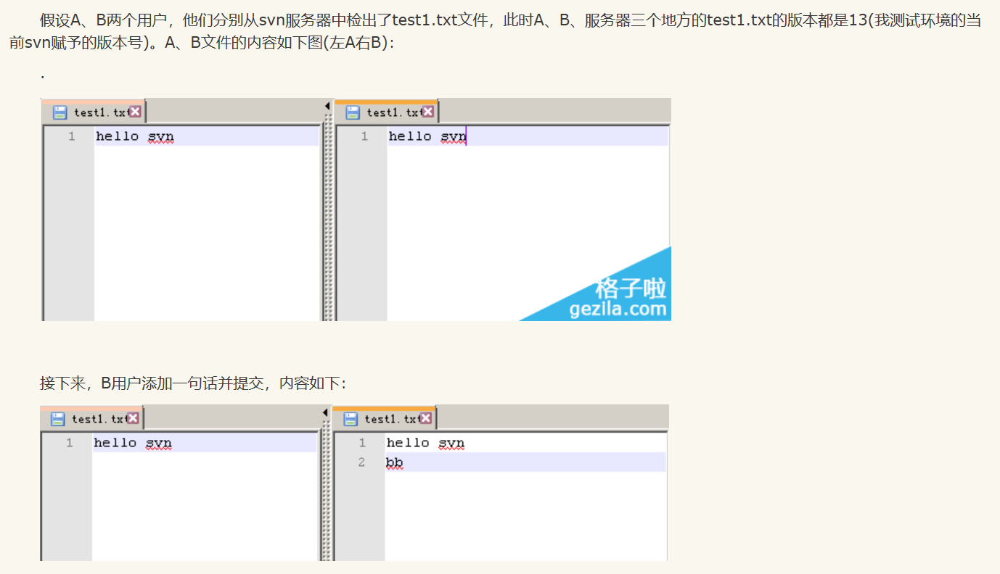 假设A、B两个用户，他们分别从svn服务器中检出了test1.txt文件，此时A、B、服务器三个地方的test1.txt的版本都是13(我测试环境的当
前svn赋予的版本号)。A、B文件的内容如下图(左A右B)：
.
test1.txt test1.txt
1 hello svn 1 hello svn
格子啦
gezila.com
接下来，B用户添加一句话并提交，内容如下：
test1.txt test1.txt
1 hello svn 1 hello svn
2 bb